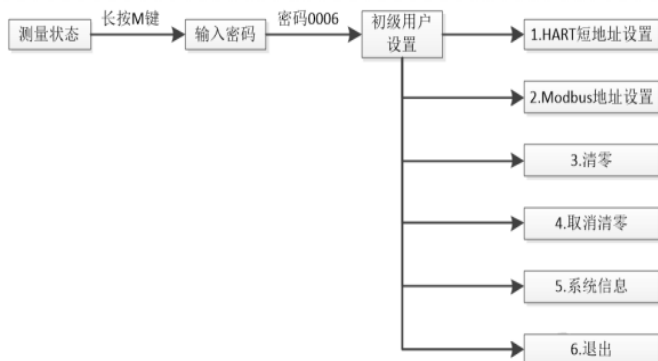 测量状态
长按M键
输入密码
密码0006
初级用户
设置
1.HART短地址设置
2.Modbus地址设置
3.清零
4.取消清零
5.系统信息
6.退出